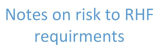 Notes on risk to RHF
requirments